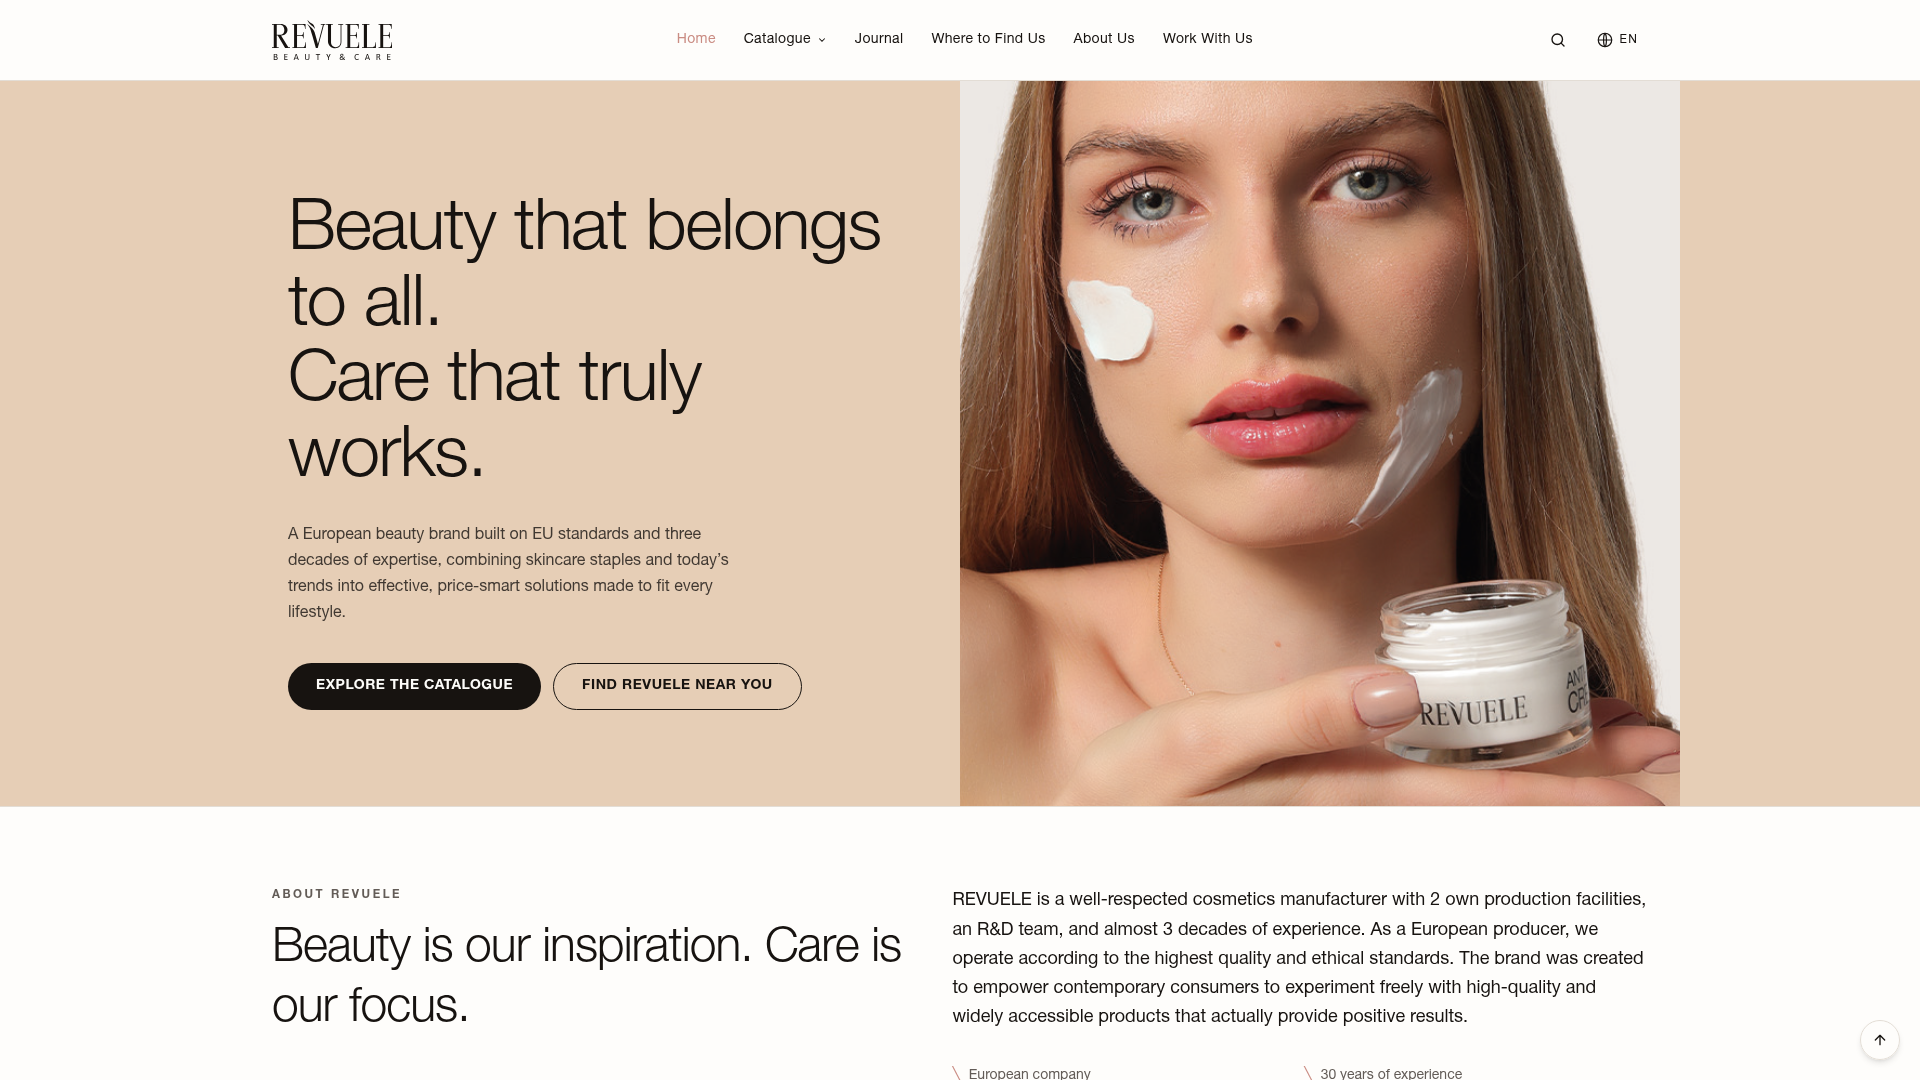 REVUELE
BEAUTY & CARE
Home
Catalogue
Journal
Where to Find Us
About Us
Work With Us
EN
Beauty that belongs
to all.
Care that truly
works.
A European beauty brand built on EU standards and three
decades of expertise, combining skincare staples and today’s
trends into effective, price-smart solutions made to fit every
lifestyle.
EXPLORE THE CATALOGUE
FIND REVUELE NEAR YOU
REVUELE
ABOUT REVUELE
Beauty is our inspiration. Care is
our focus.
REVUELE is a well-respected cosmetics manufacturer with 2 own production facilities,
an R&D team, and almost 3 decades of experience. As a European producer, we
operate according to the highest quality and ethical standards. The brand was created
to empower contemporary consumers to experiment freely with high-quality and
widely accessible products that actually provide positive results.
European company
30 years of experience